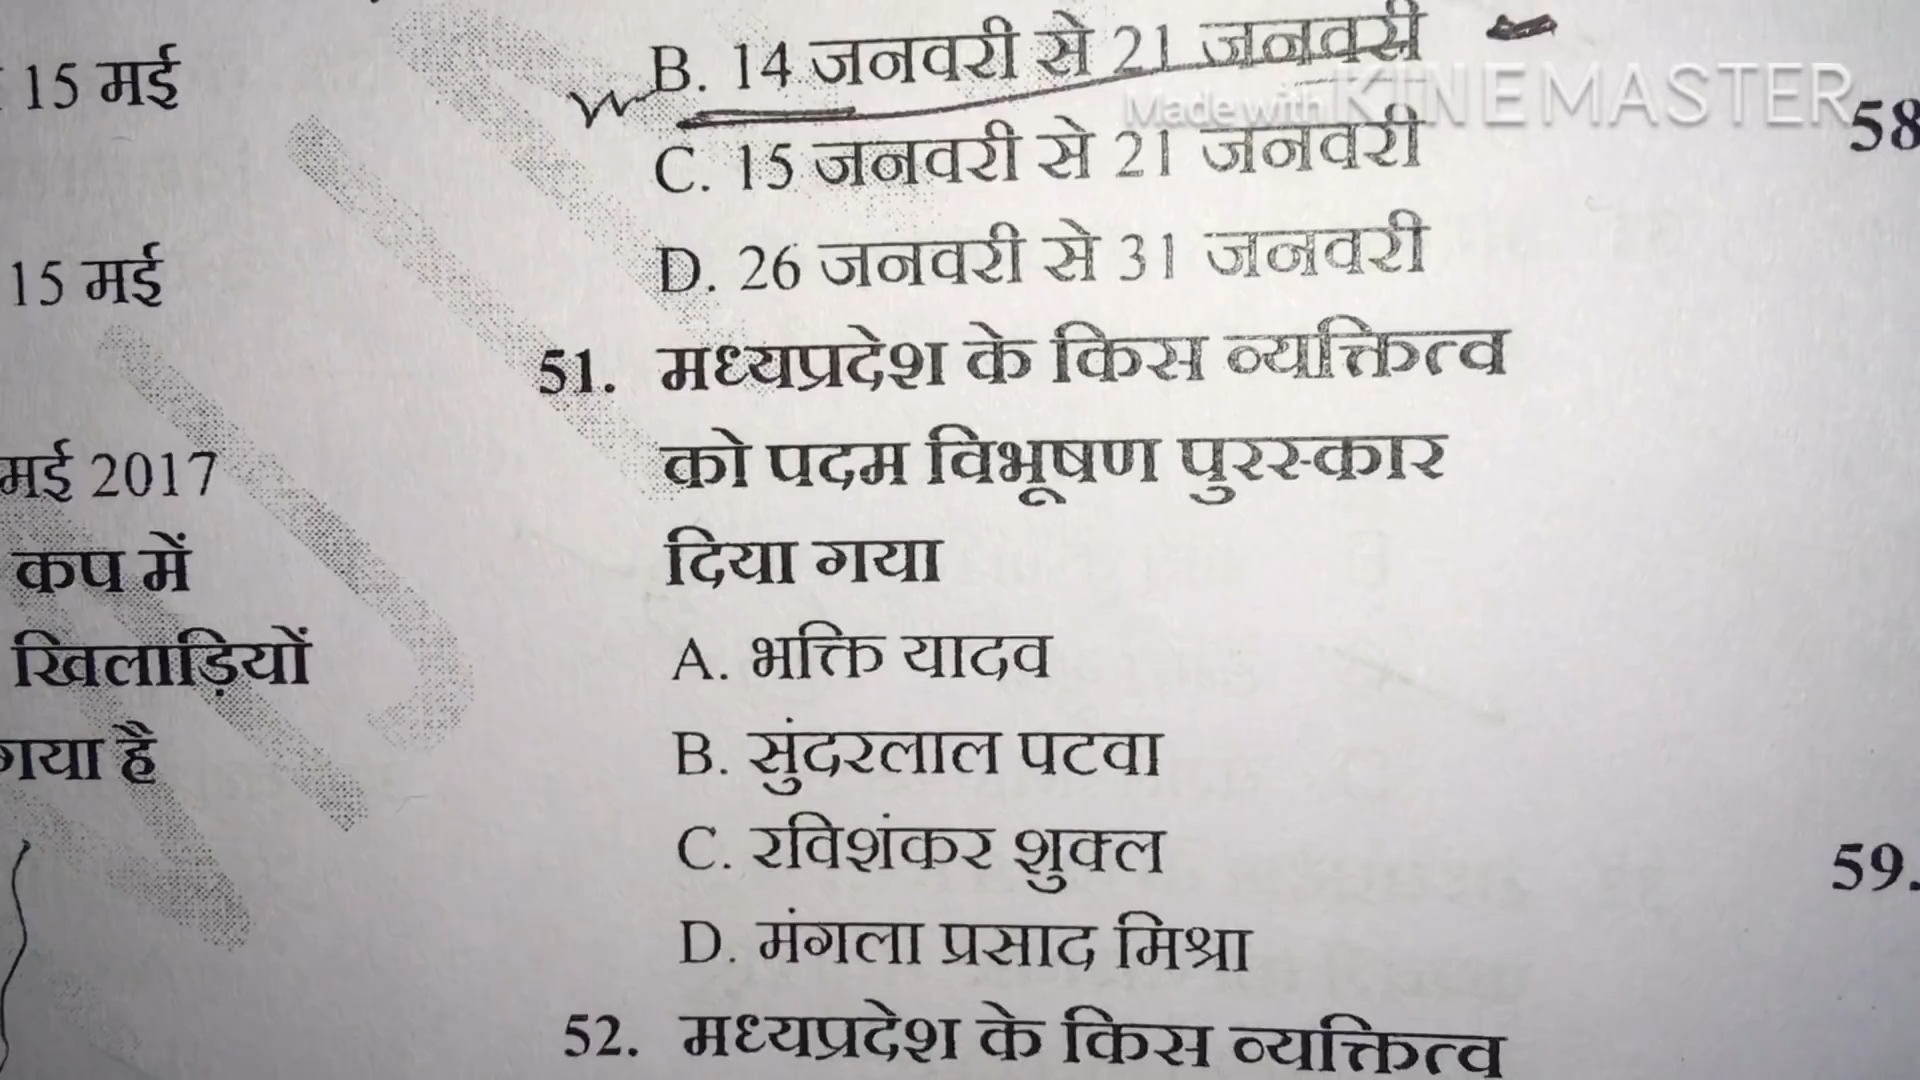 15 मई
15 मई
मई 2017
कप में
खिलाड़ियों
गया है
B. 14 जनवरी से 21 जनवरी
C. 15 जनवरी से 21 जनवरी
D. 26 जनवरी से 31 जनवरी
51. मध्यप्रदेश के किस व्यक्तित्व
को पदम विभूषण पुरस्कार
दिया गया
A. भक्ति यादव
B. सुंदरलाल पटवा
C. रविशंकर शुक्ल
D. मंगला प्रसाद मिश्रा
52. मध्यप्रदेश के किस व्यक्तित्व
Made with KINEMASTER
58
59.